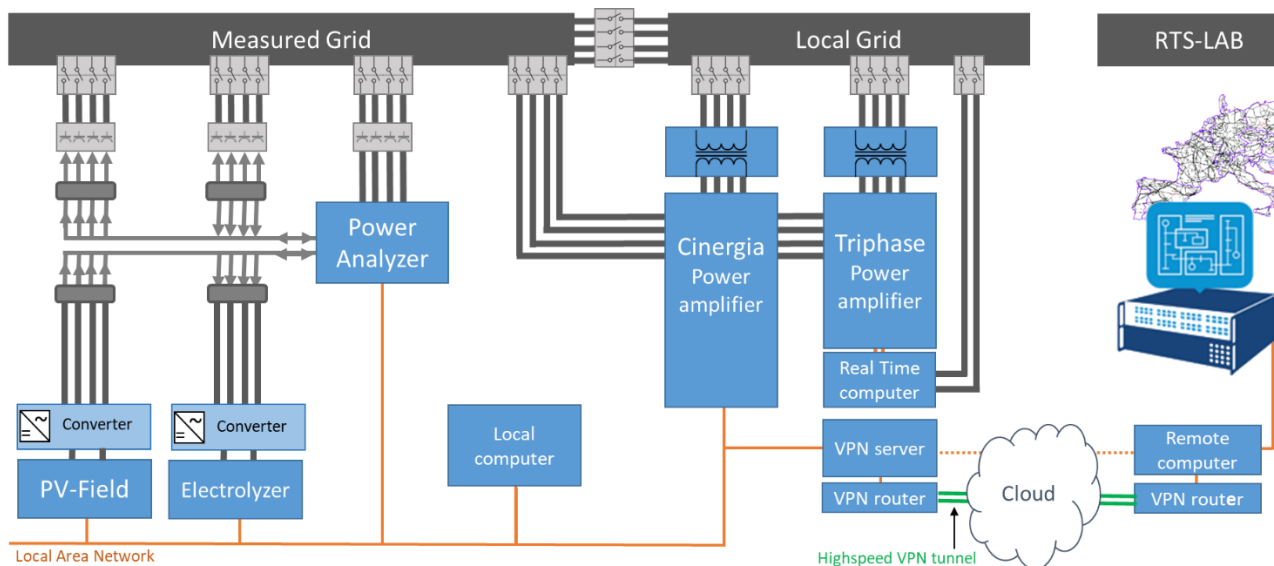 Measured Grid
Local Grid
RTS-LAB
Power
Analyzer
Cinergia
Power
amplifier
Triphase
Power
amplifier
Real Time
computer
Converter
Converter
PV-Field
Electrolyzer
Local
computer
VPN server
VPN router
Cloud
Remote
computer
VPN router
Local Area Network
Highspeed VPN tunnel